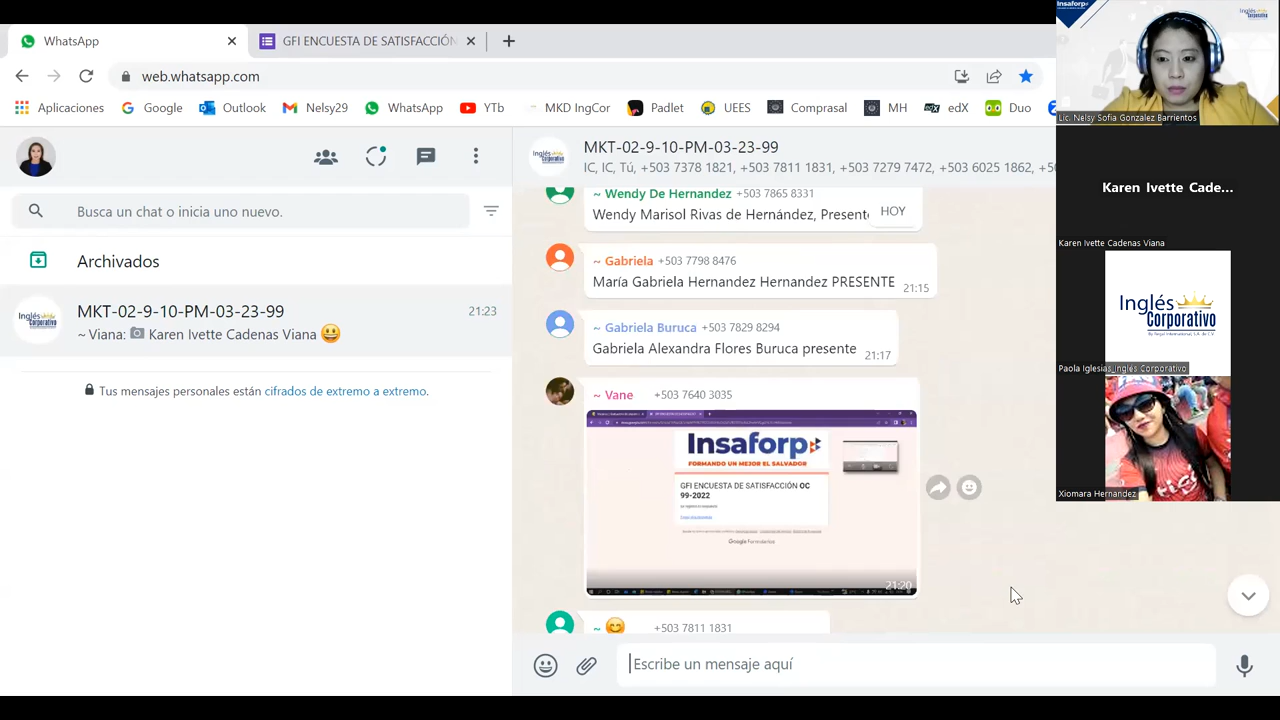 WhatsApp
GFI ENCUESTA DE SATISFACCIÓN
web.whatsapp.com
Aplicaciones
Google
Outlook
Nelsy29
WhatsApp
YTb
MKD IngCor
Padlet
UEES
Comprasal
MH
edX
Duo
MKT-02-9-10-PM-03-23-99
IC, IC, Tú, +503 7378 1821, +503 7811 1831, +503 7279 7472, +503 6025 1862, +50
Busca un chat o inicia uno nuevo.
Archivados
MKT-02-9-10-PM-03-23-99
21:23
~ Viana: 📷 Karen Ivette Cadenas Viana 😃
Tus mensajes personales están cifrados de extremo a extremo.
~ Wendy De Hernandez +503 7865 8331
Wendy Marisol Rivas de Hernández, Present
HOY
~ Gabriela +503 7798 8476
María Gabriela Hernandez Hernandez PRESENTE
21:15
~ Gabriela Buruca +503 7829 8294
Gabriela Alexandra Flores Buruca presente
21:17
~ Vane +503 7640 3035
Insaforp
FORMANDO UN MEJOR EL SALVADOR
GFI ENCUESTA DE SATISFACCIÓN OC
99-2022
Google Formularios
21:20
~ 😊 +503 7811 1831
Escribe un mensaje aquí
Insaforp
Inglés
Corporativo
Lic. Nelsy Sofia Gonzalez Barrientos
Karen Ivette Cade...
Karen Ivette Cadenas Viana
Inglés
Corporativo
Paola Iglesias_Inglés Corporativo
Xiomara Hernandez